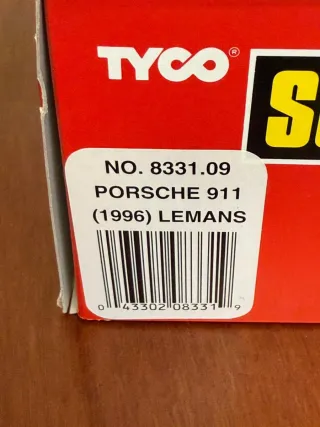 TYCO®
NO. 8331.09
PORSCHE 911
(1996) LEMANS
0 43302 08331 9